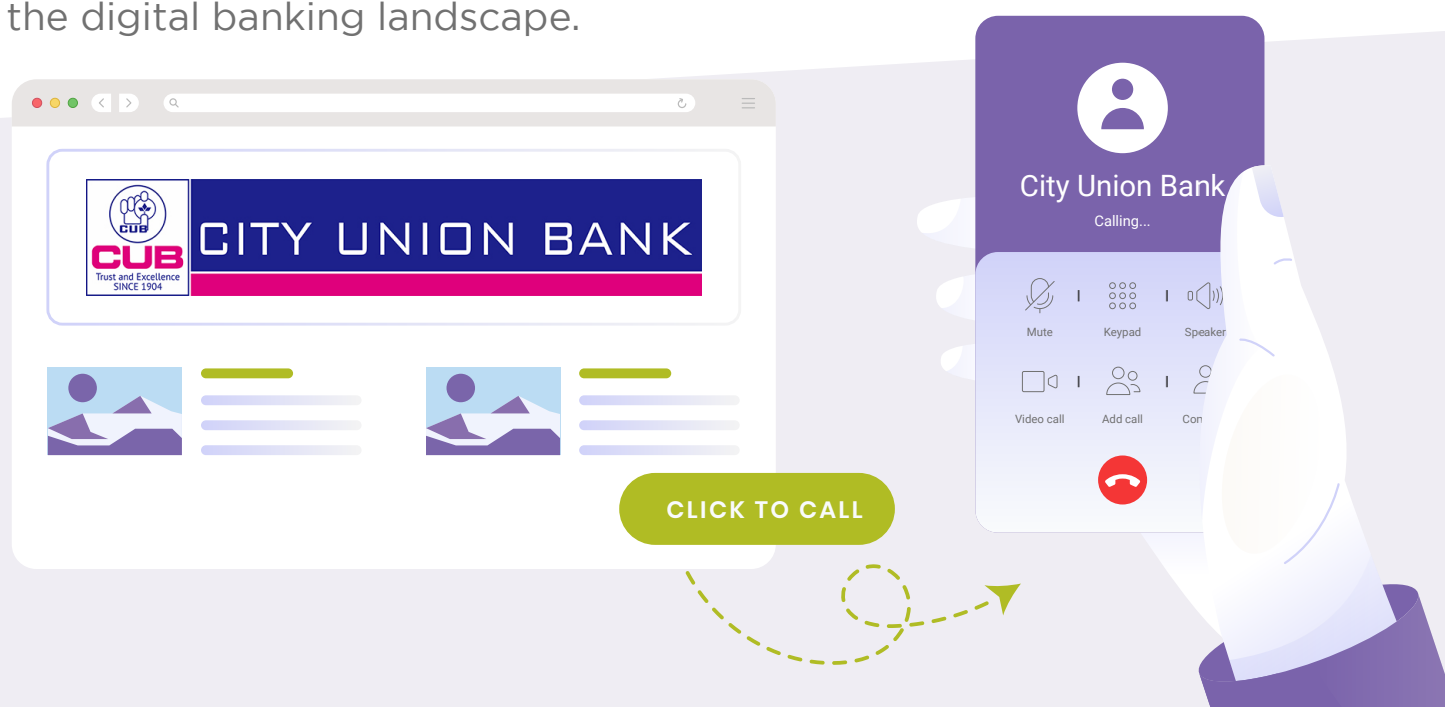 the digital banking landscape.
CUB
CUB
Trust and Excellence
SINCE 1904
CITY UNION BANK
CLICK TO CALL
City Union Bank
Calling...
Mute
Keypad
Speaker
Video call
Add call